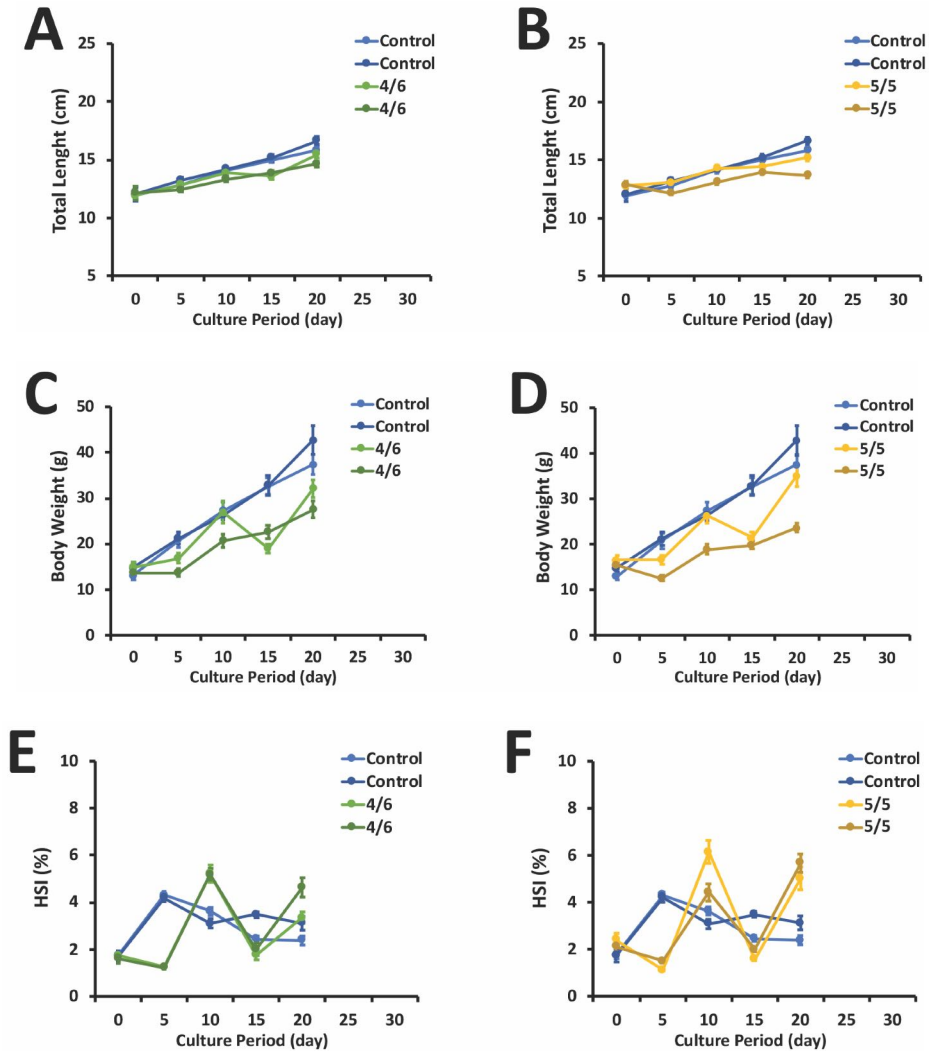 A
Total Lenght (cm)
25
20
15
10
5
0 5 10 15 20 25 30
Culture Period (day)
Control
Control
4/6
4/6
B
Total Lenght (cm)
25
20
15
10
5
0 5 10 15 20 25 30
Culture Period (day)
Control
Control
5/5
5/5
C
Body Weight (g)
50
40
30
20
10
0
0 5 10 15 20 25 30
Culture Period (day)
Control
Control
4/6
4/6
D
Body Weight (g)
50
40
30
20
10
0
0 5 10 15 20 25 30
Culture Period (day)
Control
Control
5/5
5/5
E
HSI (%)
10
8
6
4
2
0
0 5 10 15 20 25 30
Culture Period (day)
Control
Control
4/6
4/6
F
HSI (%)
10
8
6
4
2
0
0 5 10 15 20 25 30
Culture Period (day)
Control
Control
5/5
5/5